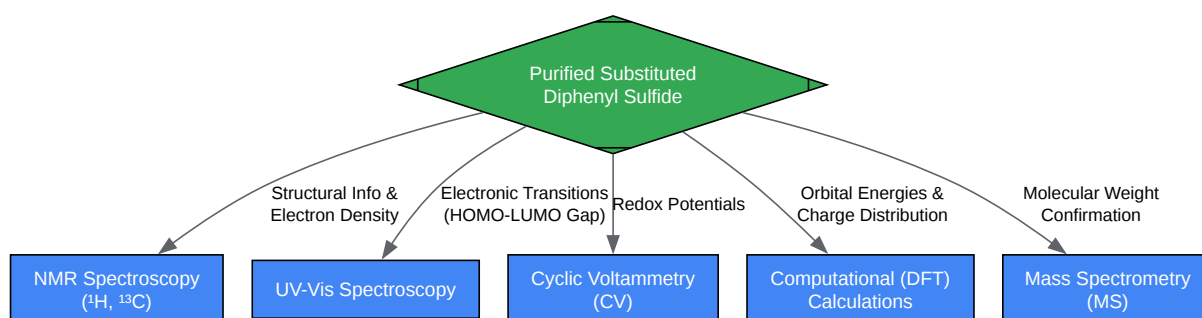 Purified Substituted
Diphenyl Sulfide
Structural Info &
Electron Density
Electronic Transitions
(HOMO-LUMO Gap)
Redox Potentials
Orbital Energies &
Charge Distribution
Molecular Weight
Confirmation
NMR Spectroscopy
(¹H, ¹³C)
UV-Vis Spectroscopy
Cyclic Voltammetry
(CV)
Computational (DFT)
Calculations
Mass Spectrometry
(MS)